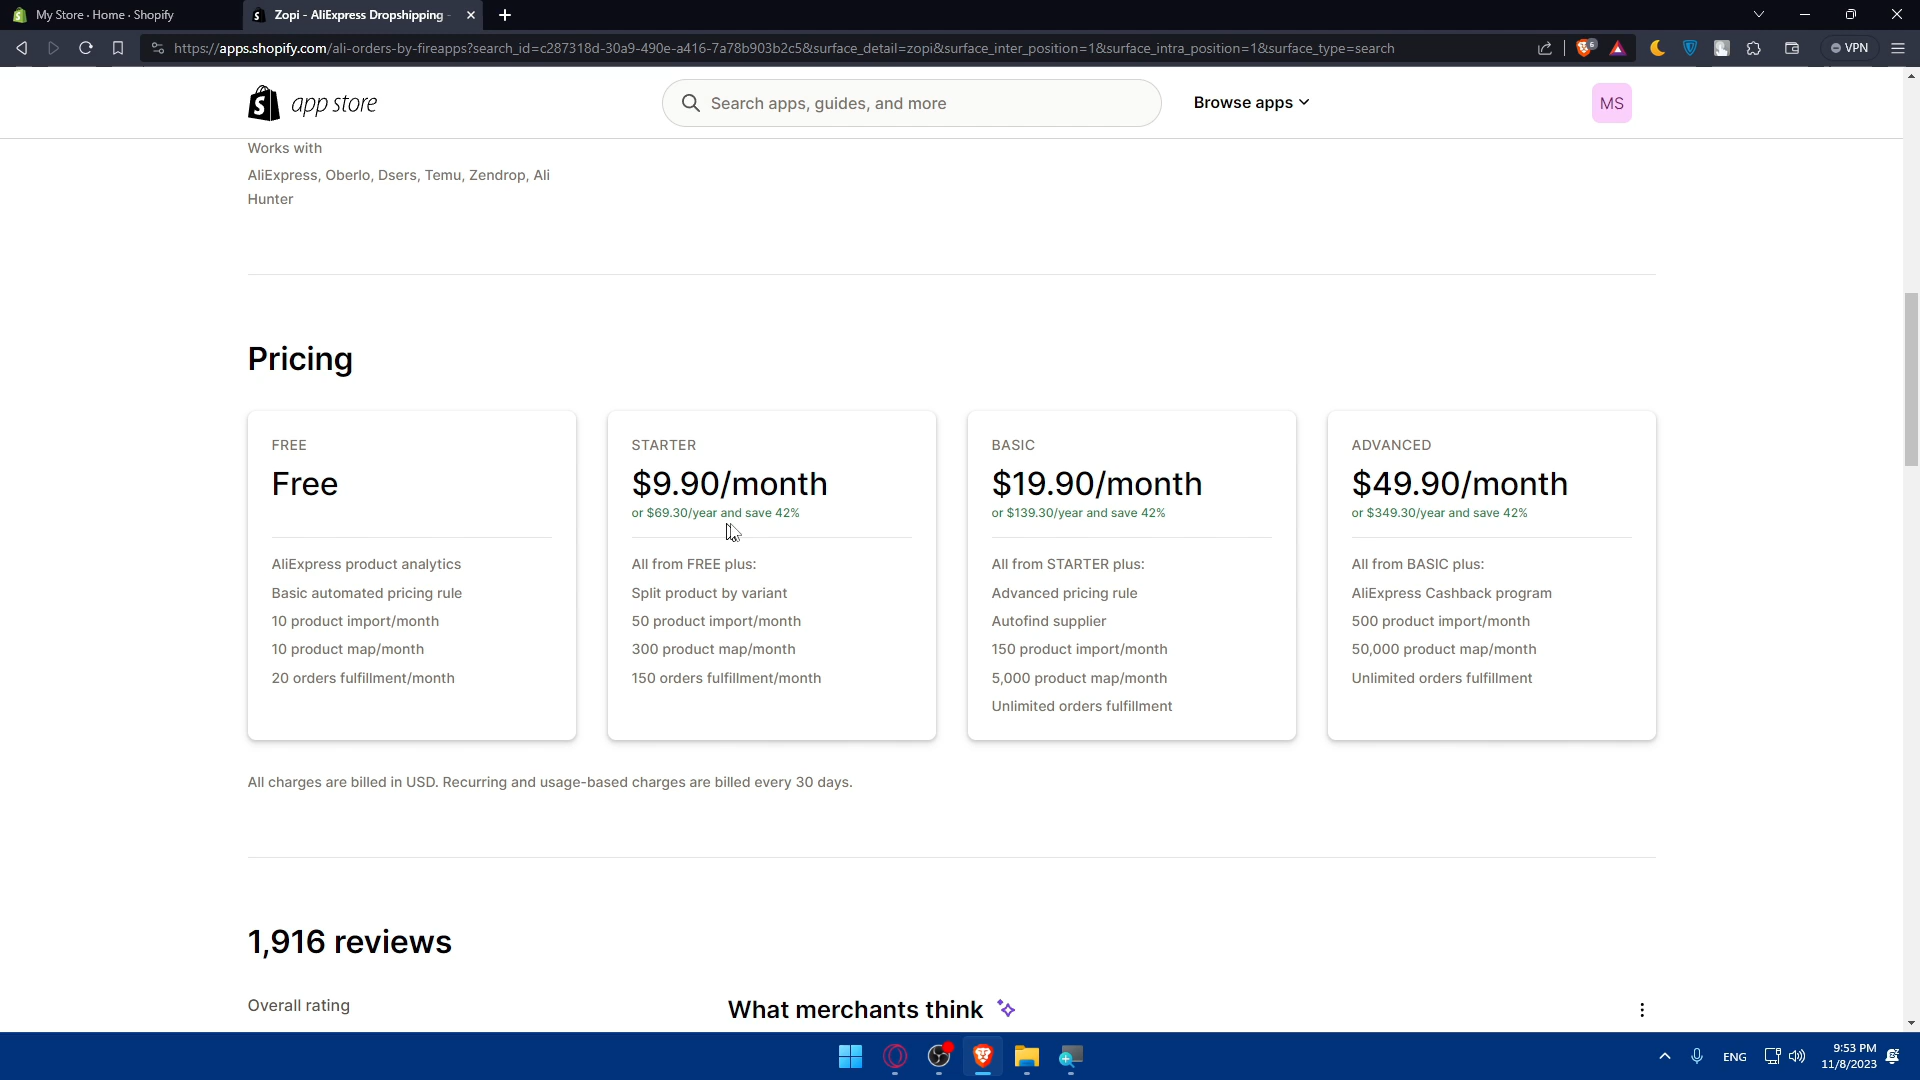 My Store · Home · Shopify
Zopi - AliExpress Dropshipping
https://apps.shopify.com/ali-orders-by-fireapps?search_id=c287318d-30a9-490e-a416-7a78b903b2c5&surface_detail=zopi&surface_inter_position=1&surface_intra_position=1&surface_type=search
6
VPN
app store
Search apps, guides, and more
Browse apps
MS
Works with
AliExpress, Oberlo, Dsers, Temu, Zendrop, Ali
Hunter
Pricing
FREE
Free
AliExpress product analytics
Basic automated pricing rule
10 product import/month
10 product map/month
20 orders fulfillment/month
STARTER
$9.90/month
or $69.30/year and save 42%
All from FREE plus:
Split product by variant
50 product import/month
300 product map/month
150 orders fulfillment/month
BASIC
$19.90/month
or $139.30/year and save 42%
All from STARTER plus:
Advanced pricing rule
Autofind supplier
150 product import/month
5,000 product map/month
Unlimited orders fulfillment
ADVANCED
$49.90/month
or $349.30/year and save 42%
All from BASIC plus:
AliExpress Cashback program
500 product import/month
50,000 product map/month
Unlimited orders fulfillment
All charges are billed in USD. Recurring and usage-based charges are billed every 30 days.
1,916 reviews
Overall rating
What merchants think
ENG
9:53 PM
11/8/2023